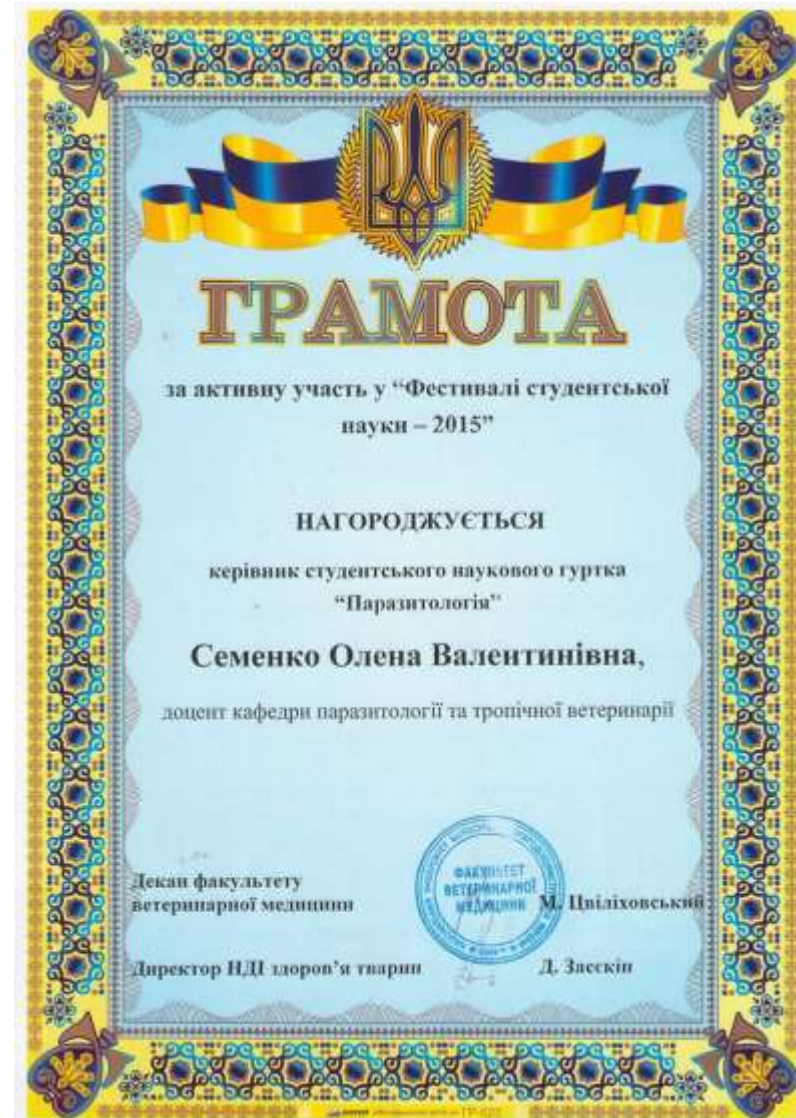 ГРАМОТА
за активну участь у “Фестивалі студентської
науки – 2015”
НАГОРОДЖУЄТЬСЯ
керівник студентського наукового гуртка
“Паразитологія”
Семенко Олена Валентинівна,
доцент кафедри паразитології та тропічної ветеринарії
Декан факультету
ветеринарної медицини
ФАКУЛЬТЕТ
ВЕТЕРИНАРНОЇ
МЕДИЦИНИ
М. Цвіліховський
Директор НДІ здоров’я тварин
Д. Засєкін